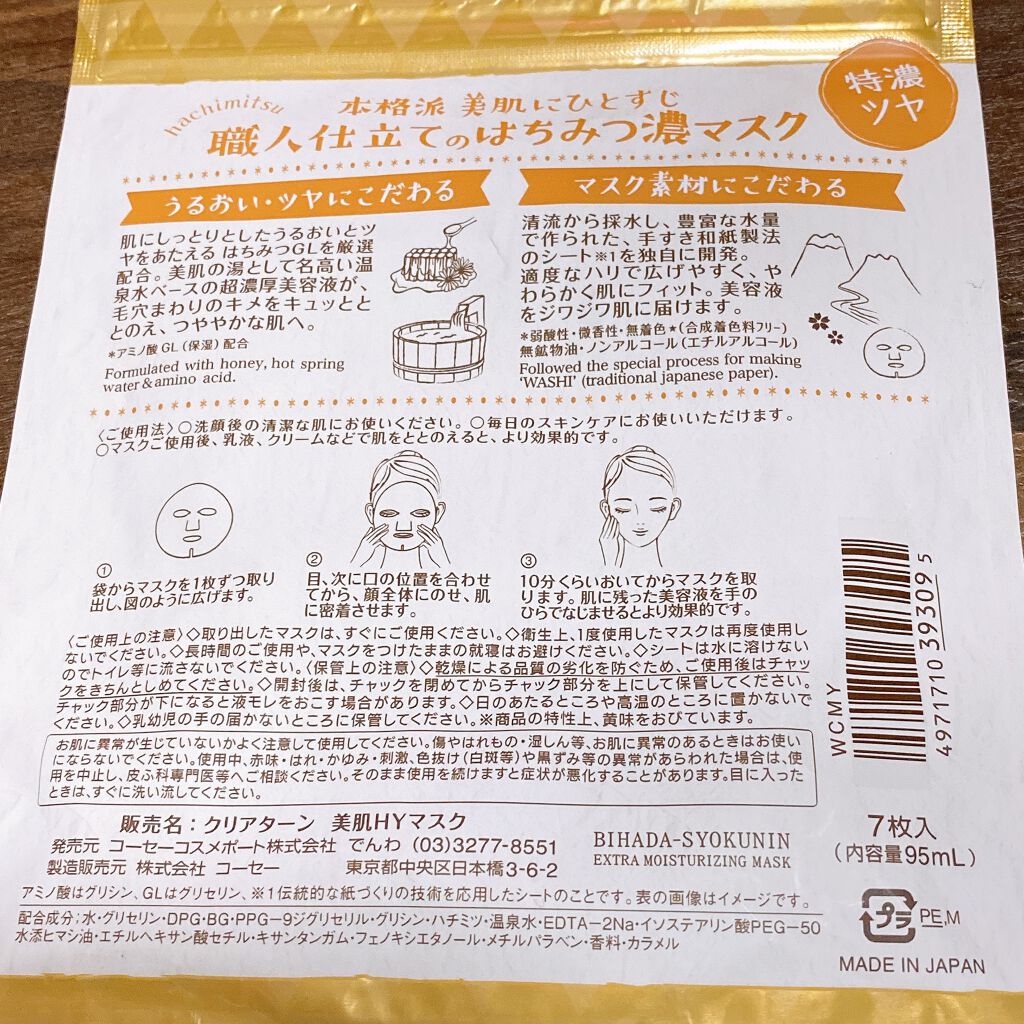 hachimitsu
本格派 美肌にひとすじ
職人仕立てのはちみつ濃マスク
特濃
ツヤ
うるおい・ツヤにこだわる
肌にしっとりとしたうるおいとツ
ヤをあたえる はちみつGLを厳選
配合。美肌の湯として名高い温
泉水ベースの超濃厚美容液が、
毛穴まわりのキメをキュッとと
とのえ、つややかな肌へ。
*アミノ酸GL(保湿)配合
Formulated with honey, hot spring
water & amino acid.
マスク素材にこだわる
清流から採水し、豊富な水量
で作られた、手すき和紙製法
のシート※1を独自に開発。
適度なハリで広げやすく、や
わらかく肌にフィット。美容液
をジワジワ肌に届けます。
*弱酸性・微香性・無着色★(合成着色料フリー)
無鉱物油・ノンアルコール(エチルアルコール)
Followed the special process for making
'WASHI' (traditional japanese paper).
〈ご使用法〉○洗顔後の清潔な肌にお使いください。○毎日のスキンケアにお使いいただけます。
○マスクご使用後、乳液、クリームなどで肌をととのえると、より効果的です。
①
袋からマスクを1枚ずつ取り
出し、図のように広げます。
②
目、次に口の位置を合わせ
てから、顔全体にのせ、肌
に密着させます。
③
10分くらいおいてからマスクを取
ります。肌に残った美容液を手の
ひらでなじませるとより効果的です。
〈ご使用上の注意〉◇取り出したマスクは、すぐにご使用ください。◇衛生上、1度使用したマスクは再度使用し
ないでください。◇長時間のご使用や、マスクをつけたままの就寝はお避けください。◇シートは水に溶けない
のでトイレ等に流さないでください。〈保管上の注意〉◇乾燥による品質の劣化を防ぐため、ご使用後はチャッ
クをきちんとしめてください。◇開封後は、チャックを閉めてからチャック部分を上にして保管してください。
チャック部分が下になると液モレをおこす場合があります。◇日のあたるところや高温のところに置かないで
ください。◇乳幼児の手の届かないところに保管してください。※商品の特性上、黄味をおびています。
お肌に異常が生じていないかよく注意して使用してください。傷やはれもの・湿しん等、お肌に異常のあるときはお使い
にならないでください。使用中、赤味・はれ・かゆみ・刺激、色抜け(白斑等)や黒ずみ等の異常があらわれた場合は、使
用を中止し、皮ふ科専門医等へご相談ください。そのまま使用を続けますと症状が悪化することがあります。目に入った
ときは、すぐに洗い流してください。
販売名:クリアターン 美肌HYマスク
発売元 コーセーコスメポート株式会社 でんわ (03)3277-8551
製造販売元 株式会社 コーセー 東京都中央区日本橋3-6-2
BIHADA-SYOKUNIN
EXTRA MOISTURIZING MASK
WCMY
4971710 393095
7枚入
(内容量95mL)
アミノ酸はグリシン、GLはグリセリン、※1伝統的な紙づくりの技術を応用したシートのことです。表の画像はイメージです。
配合成分:水・グリセリン・DPG・BG・PPG-9ジグリセリル・グリシン・ハチミツ・温泉水・EDTA-2Na・イソステアリン酸PEG-50
水添ヒマシ油・エチルヘキサン酸セチル・キサンタンガム・フェノキシエタノール・メチルパラベン・香料・カラメル
プラ
PE,M
MADE IN JAPAN